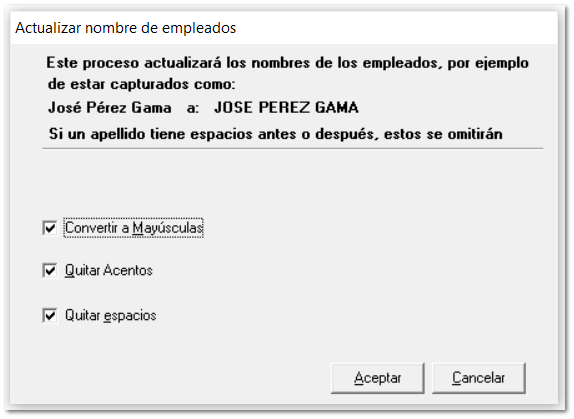 Actualizar nombre de empleados
Este proceso actualizará los nombres de los empleados, por ejemplo
de estar capturados como:
José Pérez Gama a: JOSE PEREZ GAMA
Si un apellido tiene espacios antes o después, estos se omitirán
Convertir a Mayúsculas
Quitar Acentos
Quitar espacios
Aceptar Cancelar